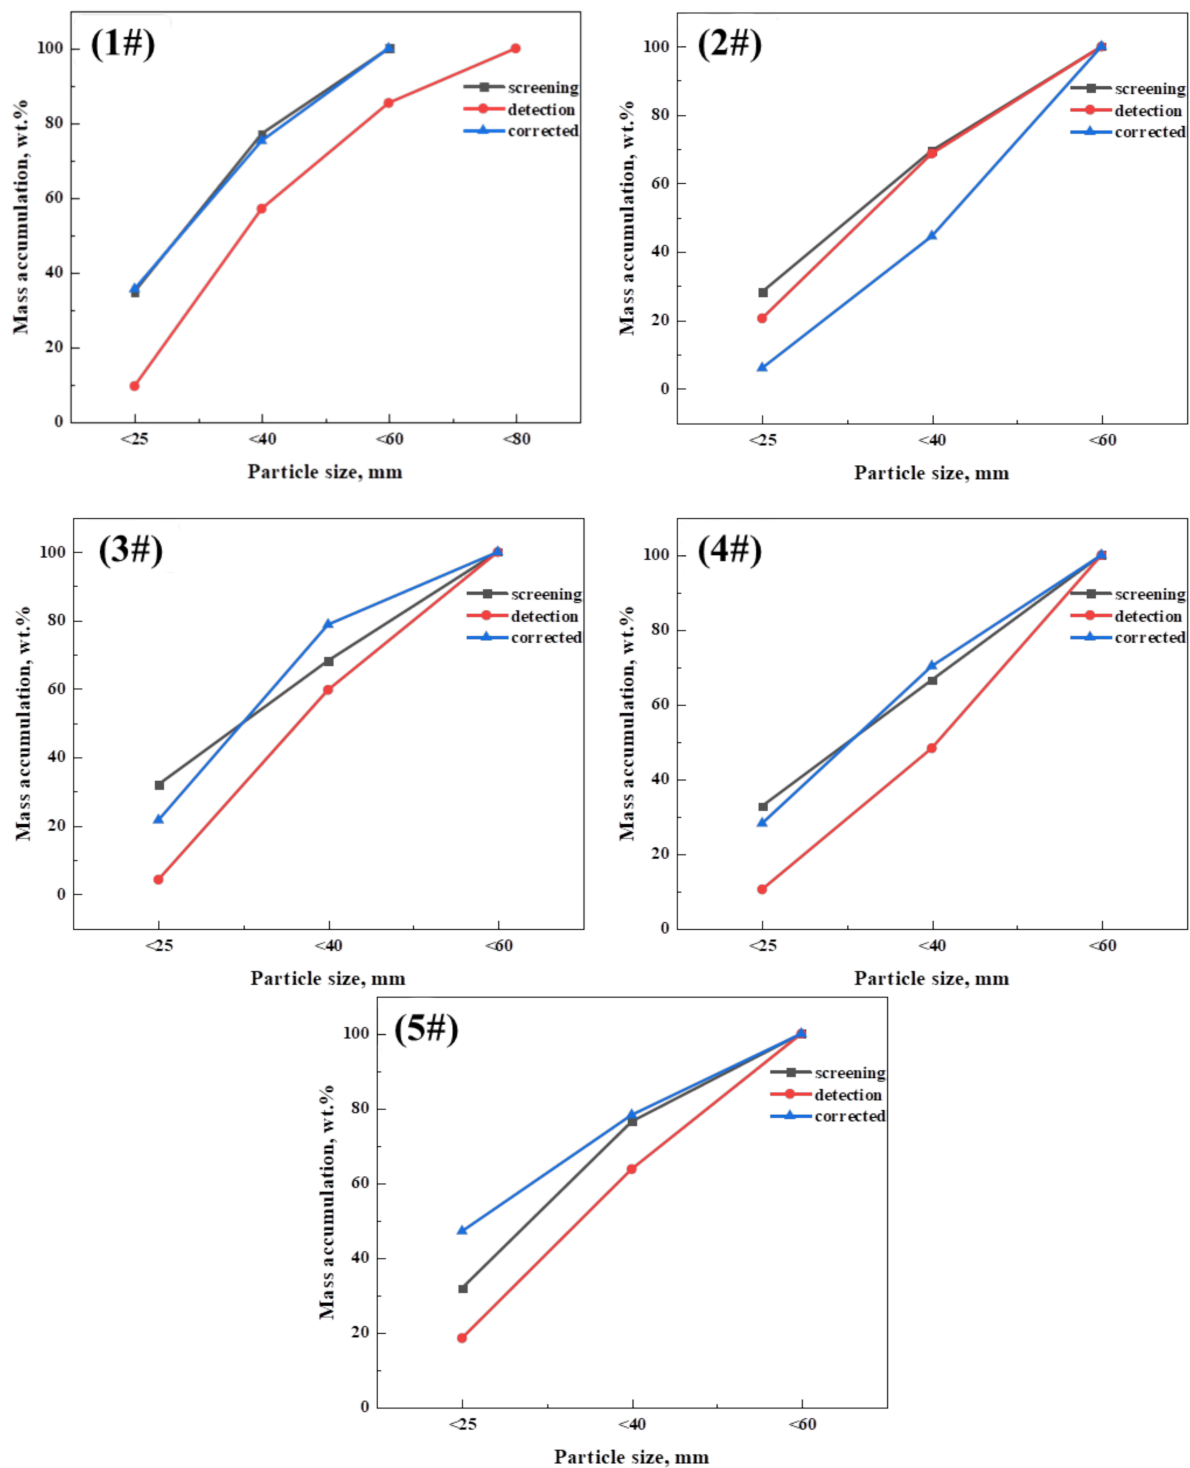 (1#)
screening
detection
corrected
Mass accumulation, wt.%
100
80
60
40
20
0
<25 <40 <60 <80
Particle size, mm
(2#)
screening
detection
corrected
Mass accumulation, wt.%
100
80
60
40
20
0
<25 <40 <60
Particle size, mm
(3#)
screening
detection
corrected
Mass accumulation, wt.%
100
80
60
40
20
0
<25 <40 <60
Particle size, mm
(4#)
screening
detection
corrected
Mass accumulation, wt.%
100
80
60
40
20
0
<25 <40 <60
Particle size, mm
(5#)
screening
detection
corrected
Mass accumulation, wt.%
100
80
60
40
20
0
<25 <40 <60
Particle size, mm